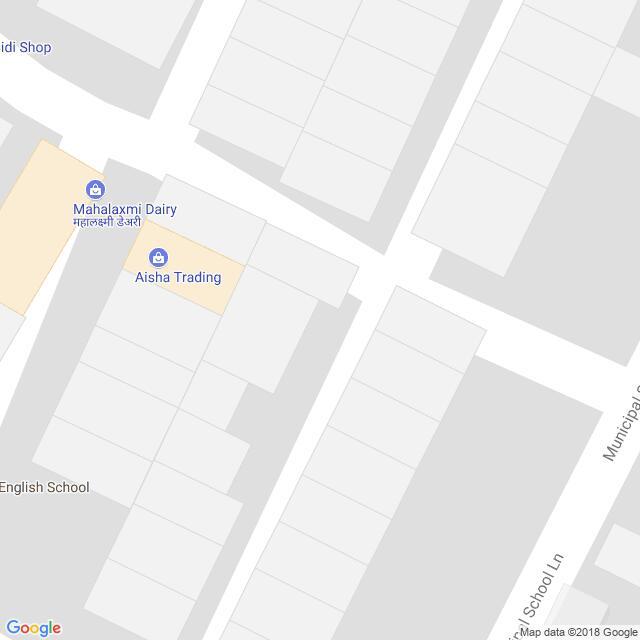 idi Shop
Mahalaxmi Dairy
महालक्ष्मी डेअरी
Aisha Trading
English School
Municipal S
ipal School Ln
Google
Map data ©2018 Google